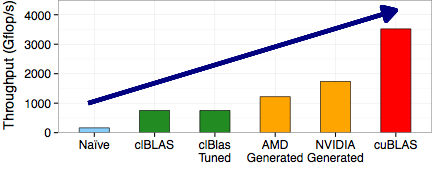 Throughput (Gflop/s)
4000
3000
2000
1000
0
Naïve
clBLAS
clBlas
Tuned
AMD
Generated
NVIDIA
Generated
cuBLAS